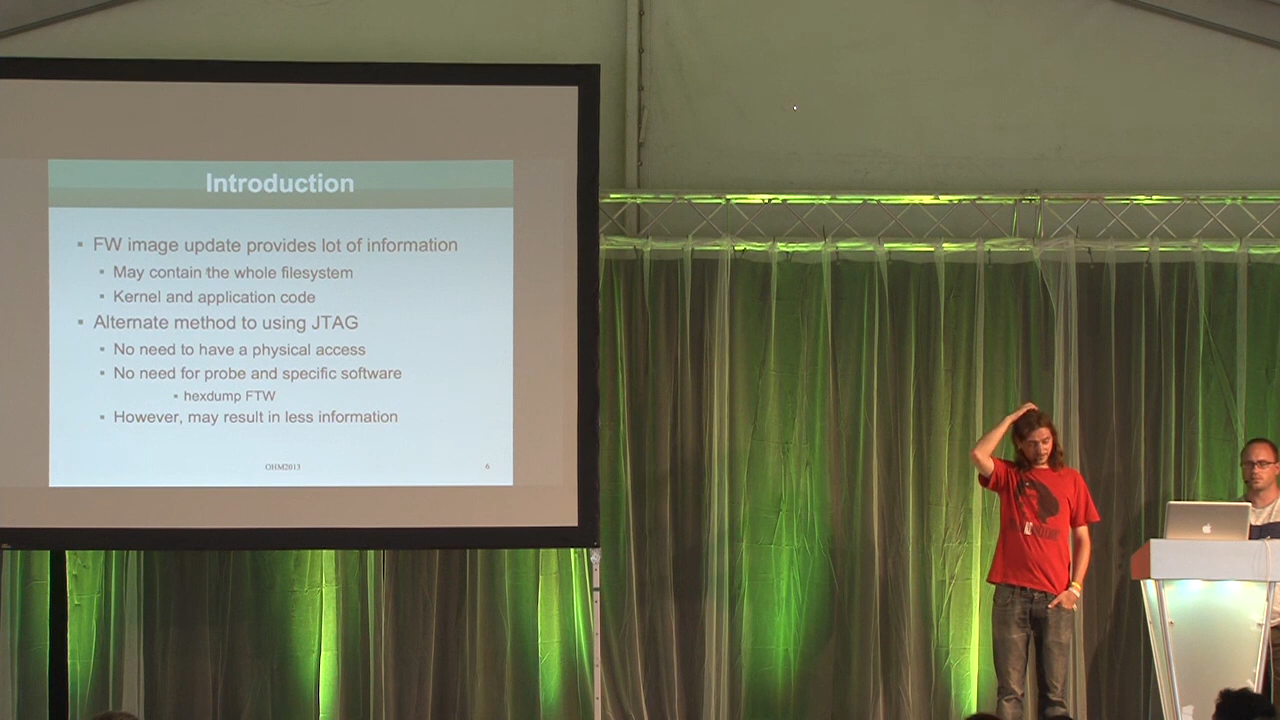 Introduction
▪ FW image update provides lot of information
▪ May contain the whole filesystem
▪ Kernel and application code
▪ Alternate method to using JTAG
▪ No need to have a physical access
▪ No need for probe and specific software
▪ hexdump FTW
▪ However, may result in less information
OHM2013
6